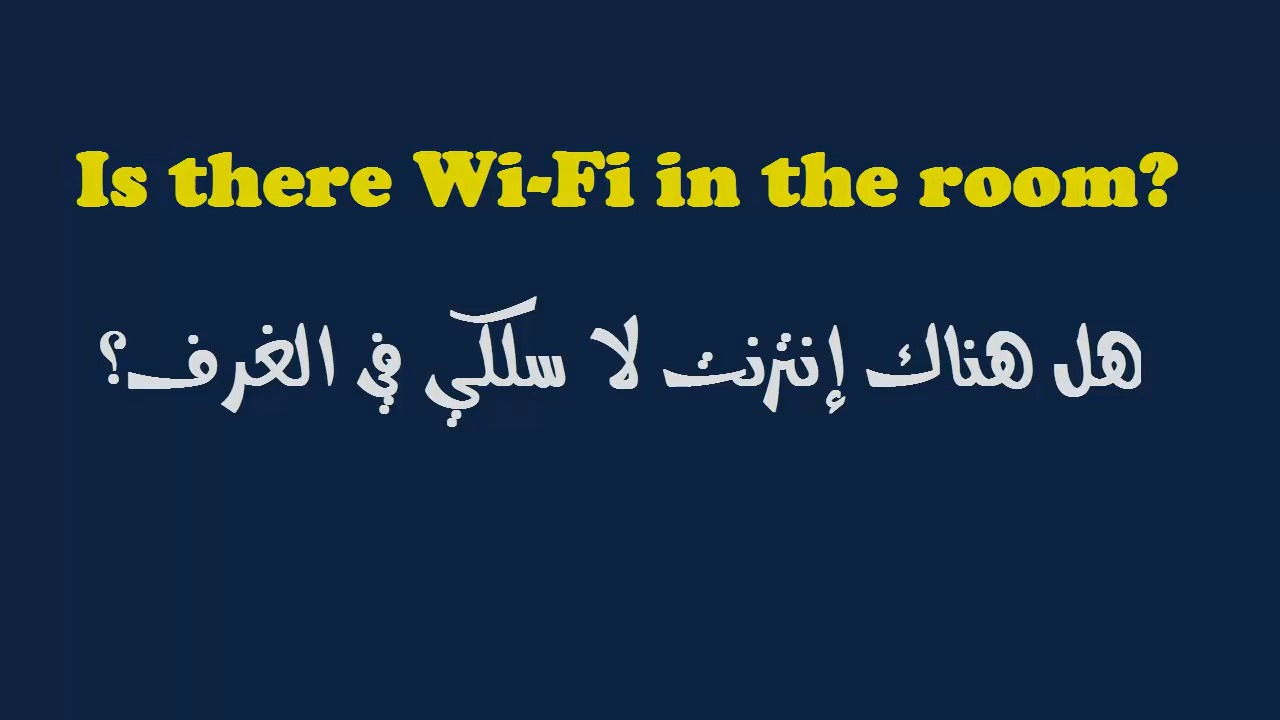 Is there Wi-Fi in the room?
هل هناك إنترنت لا سلكي في الغرف؟